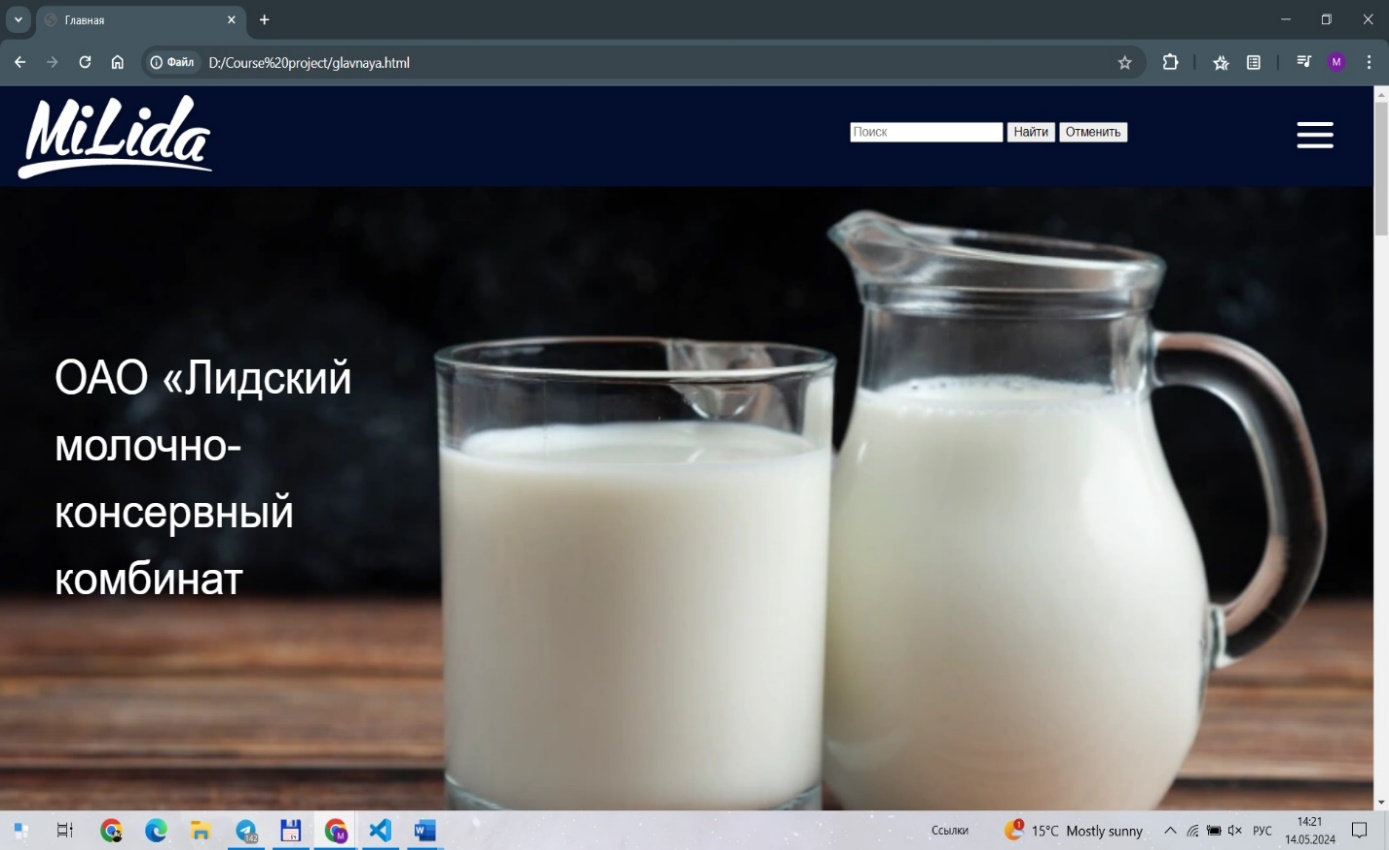 Главная
Файл
D:/Course%20project/glavnaya.html
M
MiLida
Поиск
Найти
Отменить
ОАО «Лидский
молочно-
консервный
комбинат
Ссылки
1
15°C Mostly sunny
РУС
14:21
14.05.2024